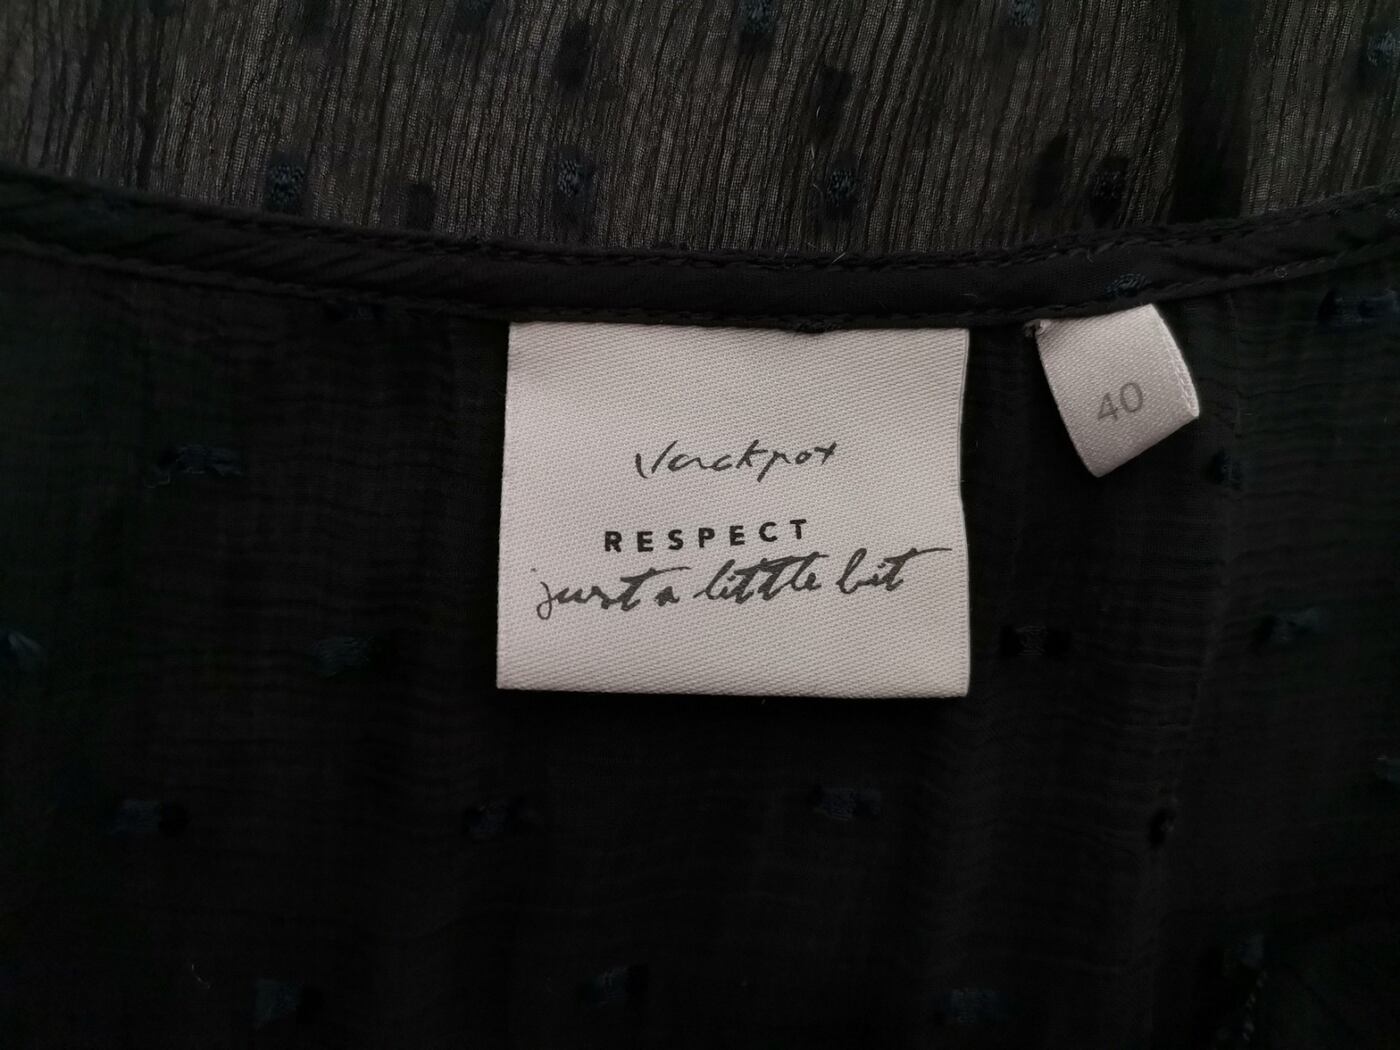 Jackpot
RESPECT
just a little bit
40